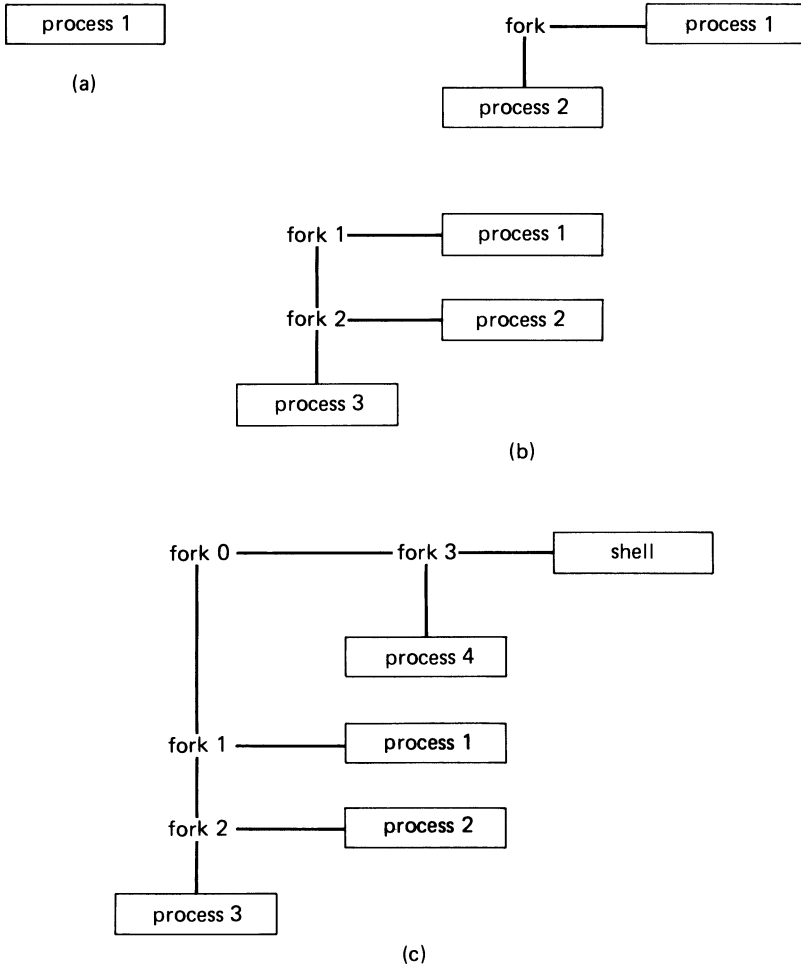 process 1
(a)
fork
process 1
process 2
fork 1
process 1
fork 2
process 2
process 3
(b)
fork 0
fork 3
shell
process 4
fork 1
process 1
fork 2
process 2
process 3
(c)